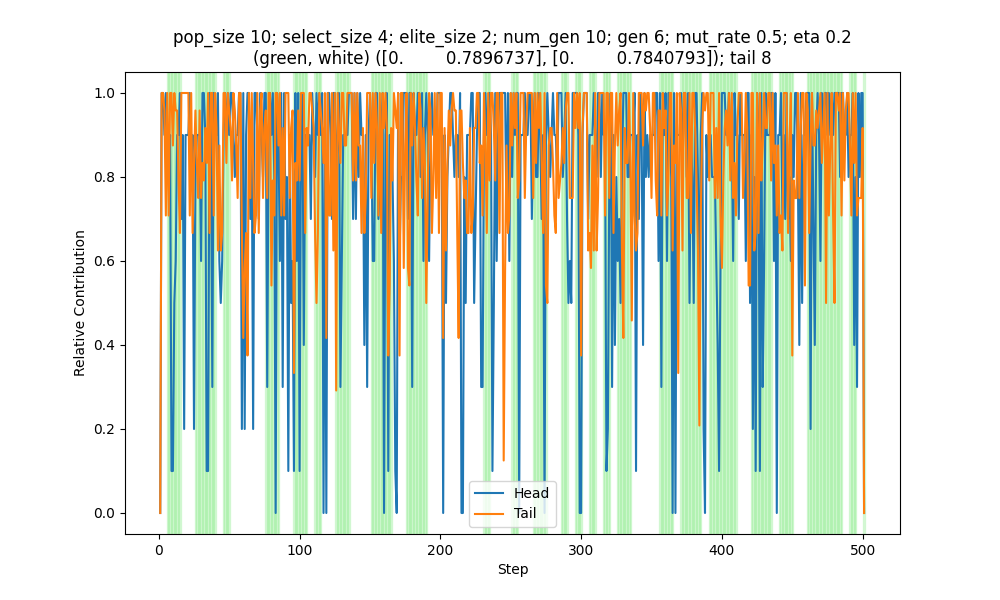 pop_size 10; select_size 4; elite_size 2; num_gen 10; gen 6; mut_rate 0.5; eta 0.2
(green, white) ([0. 0.7896737], [0. 0.7840793]); tail 8
1.0
0.8
0.6
0.4
0.2
0.0
Relative Contribution
Head
Tail
0 100 200 300 400 500
Step